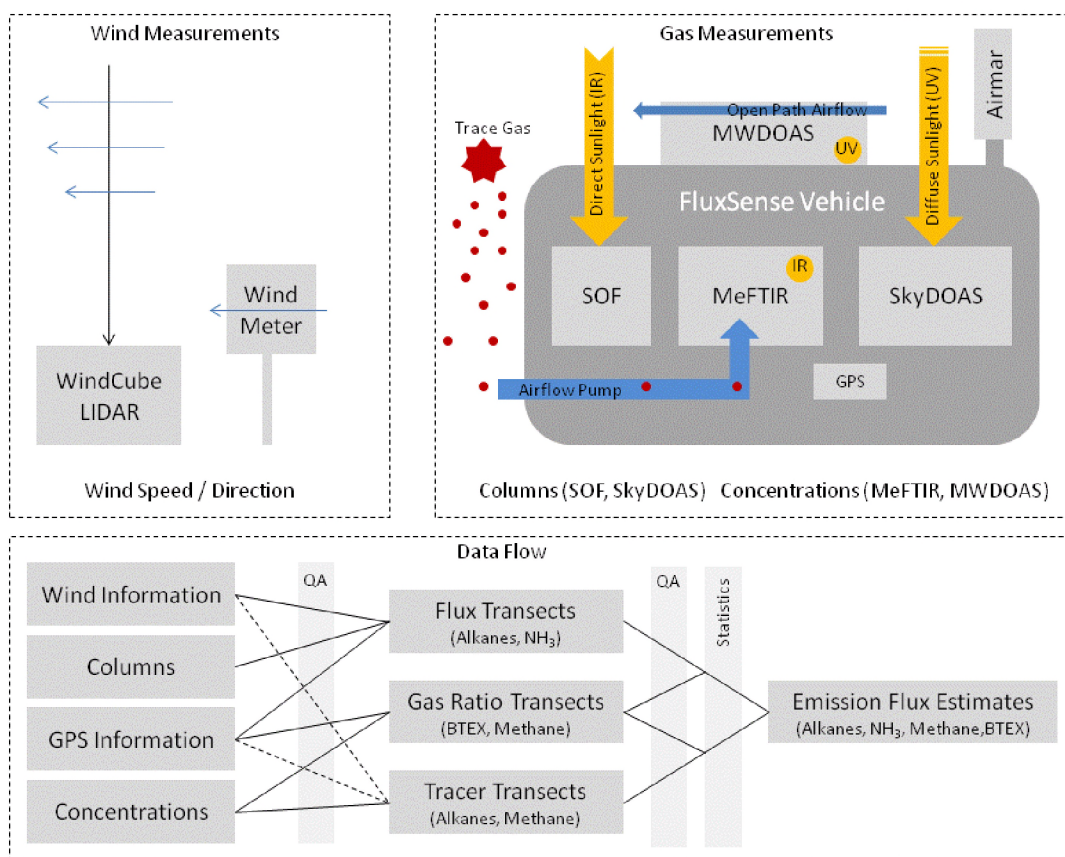 Wind Measurements
Wind
Meter
WindCube
LIDAR
Wind Speed / Direction
Gas Measurements
Trace Gas
Direct Sunlight (IR)
Open Path Airflow
MWDOAS
UV
Diffuse Sunlight (UV)
Airmar
FluxSense Vehicle
SOF
IR
MeFTIR
SkyDOAS
GPS
Airflow Pump
Columns (SOF, SkyDOAS) Concentrations (MeFTIR, MWDOAS)
Data Flow
Wind Information
Columns
GPS Information
Concentrations
QA
Flux Transects
(Alkanes, NH₃)
Gas Ratio Transects
(BTEX, Methane)
Tracer Transects
(Alkanes, Methane)
QA
Statistics
Emission Flux Estimates
(Alkanes, NH₃, Methane,BTEX)